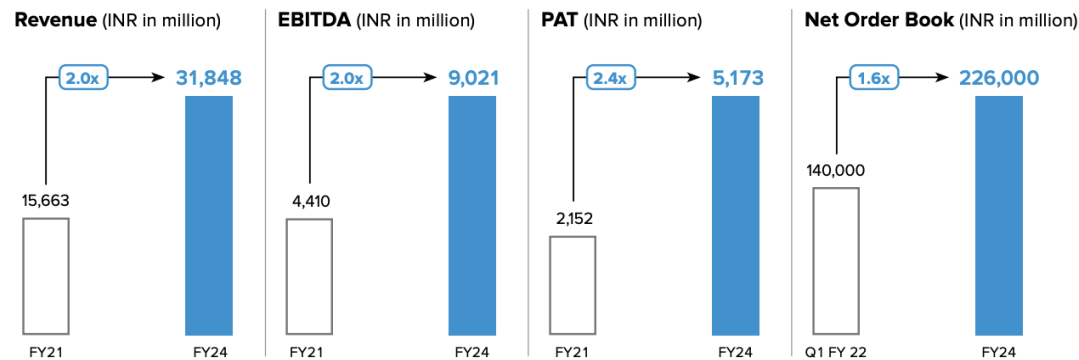 Revenue (INR in million)
2.0x
31,848
15,663
FY21
FY24
EBITDA (INR in million)
2.0x
9,021
4,410
FY21
FY24
PAT (INR in million)
2.4x
5,173
2,152
FY21
FY24
Net Order Book (INR in million)
1.6x
226,000
140,000
Q1 FY 22
FY24